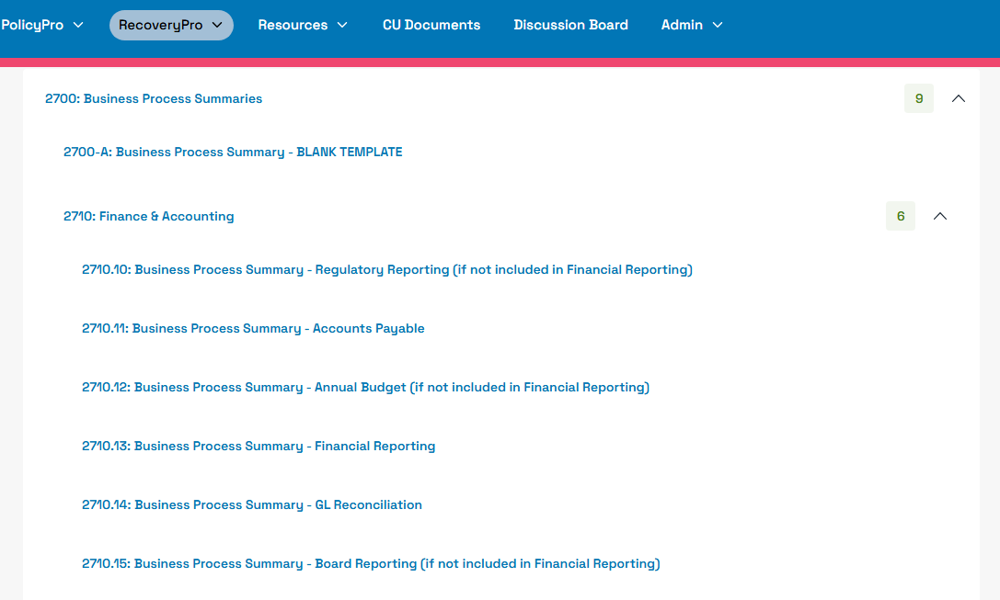 PolicyPro RecoveryPro Resources CU Documents Discussion Board Admin
2700: Business Process Summaries 9
2700-A: Business Process Summary - BLANK TEMPLATE
2710: Finance & Accounting 6
2710.10: Business Process Summary - Regulatory Reporting (if not included in Financial Reporting)
2710.11: Business Process Summary - Accounts Payable
2710.12: Business Process Summary - Annual Budget (if not included in Financial Reporting)
2710.13: Business Process Summary - Financial Reporting
2710.14: Business Process Summary - GL Reconciliation
2710.15: Business Process Summary - Board Reporting (if not included in Financial Reporting)